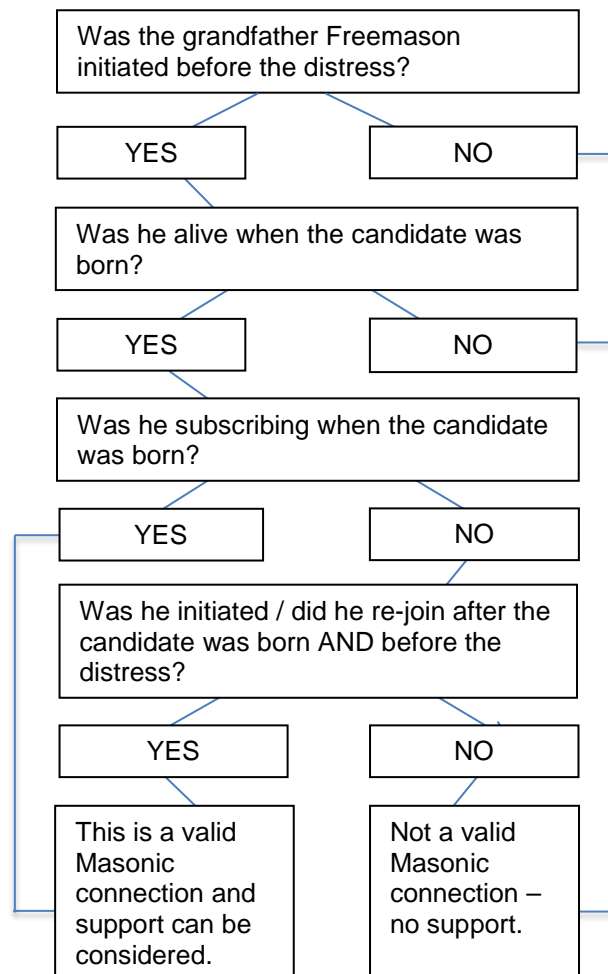 Was the grandfather Freemason
initiated before the distress?
YES
NO
Was he alive when the candidate was
born?
YES
NO
Was he subscribing when the candidate
was born?
YES
NO
Was he initiated / did he re-join after the
candidate was born AND before the
distress?
YES
NO
This is a valid
Masonic
connection and
support can be
considered.
Not a valid
Masonic
connection –
no support.